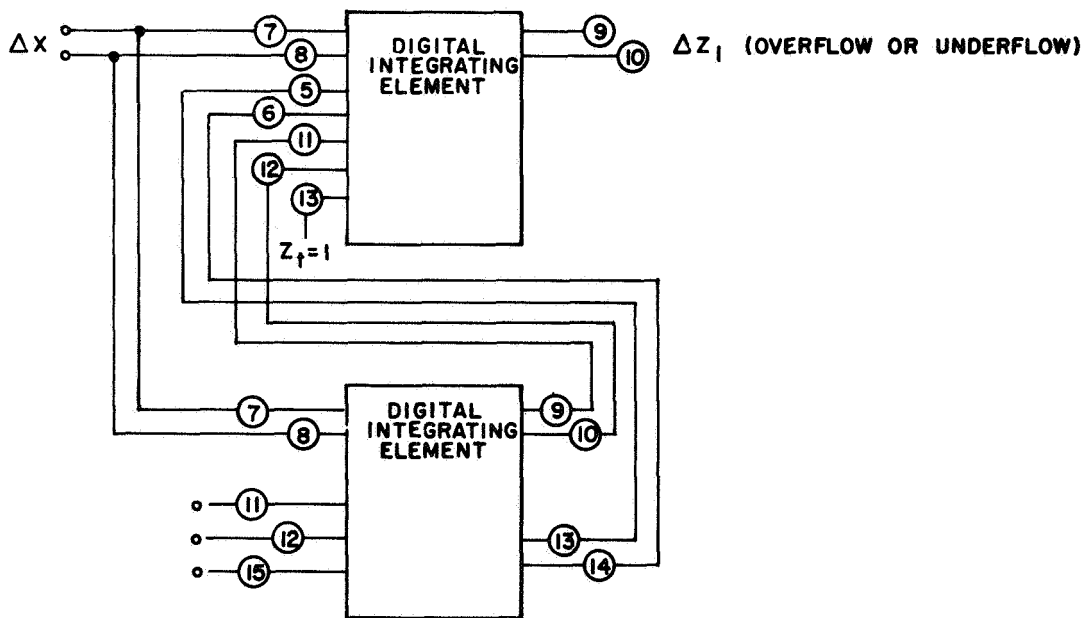 ΔX
7
8
5
6
11
12
13
Z↑=1
DIGITAL
INTEGRATING
ELEMENT
9
10
ΔZ₁ (OVERFLOW OR UNDERFLOW)
7
8
11
12
15
DIGITAL
INTEGRATING
ELEMENT
9
10
13
14